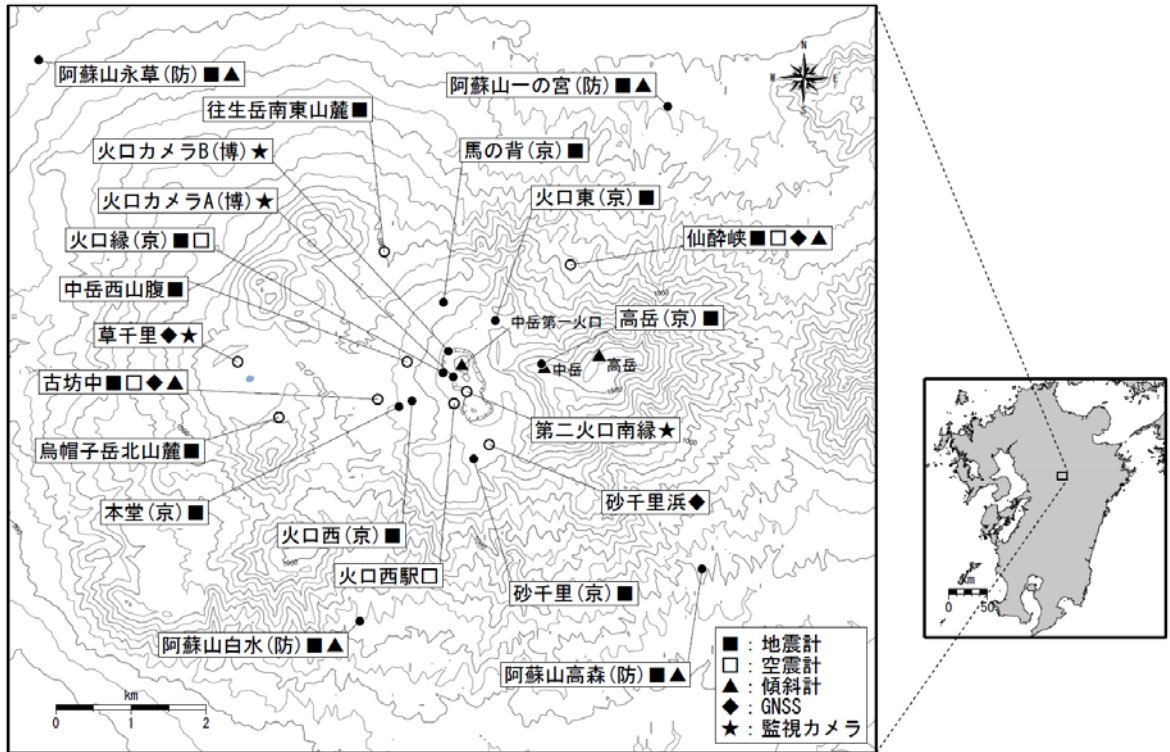 阿蘇山永草(防)■▲
阿蘇山一の宮(防)■▲
N
W E
S
往生岳南東山麓■
火口カメラB(博)★
馬の背(京)■
火口カメラA(博)★
火口東(京)■
火口縁(京)■□
仙酔峡■□◆▲
中岳西山腹■
1000
中岳第一火口
高岳(京)■
草千里◆★
高岳
中岳
古坊中■□◆▲
1500
烏帽子岳北山麓■
第二火口南縁★
1000
本堂(京)■
砂千里浜◆
火口西(京)■
火口西駅□
1000
砂千里(京)■
km
0 50
阿蘇山白水(防)■▲
阿蘇山高森(防)■▲
■：地震計
□：空震計
▲：傾斜計
◆：GNSS
★：監視カメラ
km
0 2